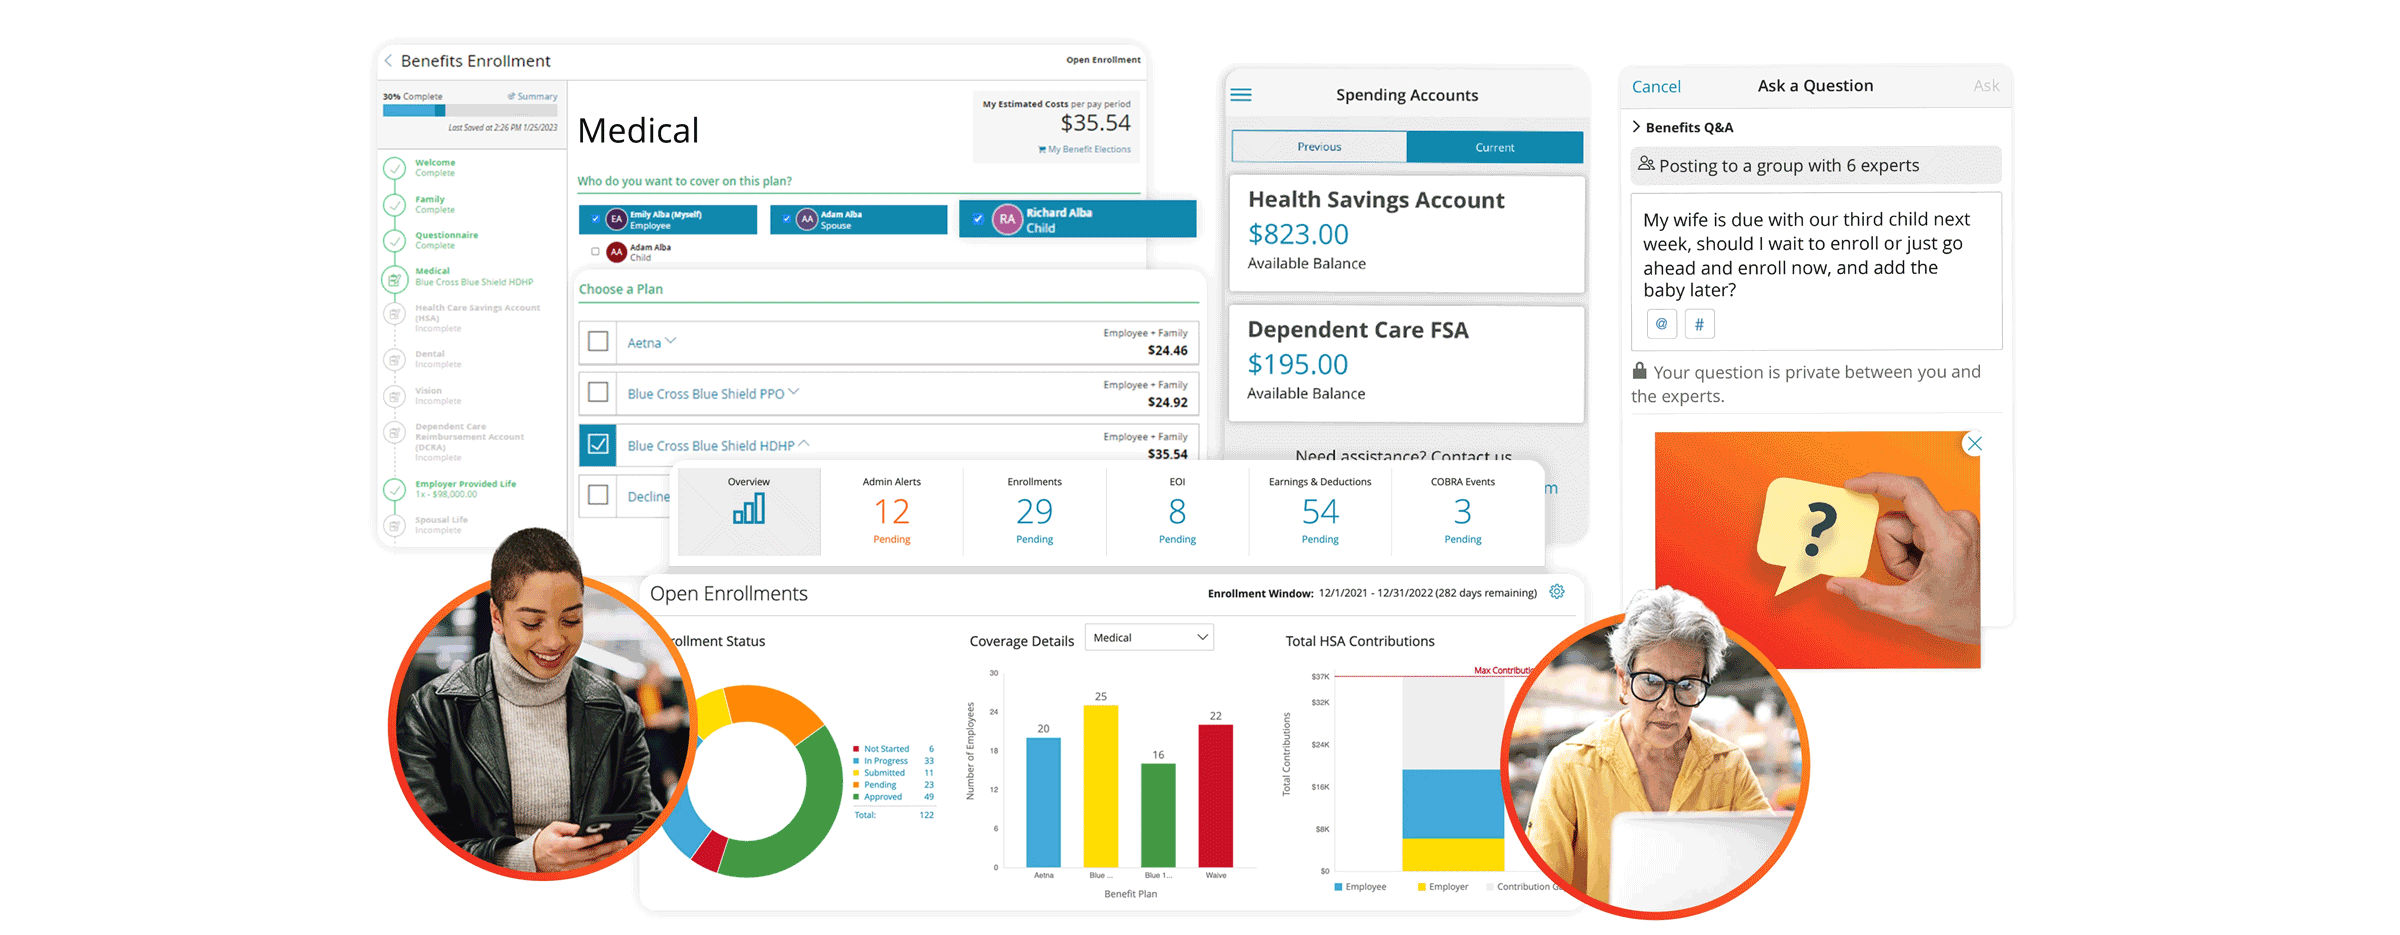 Benefits Enrollment
Open Enrollment
30% Complete
Summary
Last Saved at 2:26 PM 1/25/2023
Welcome
Complete
Family
Complete
Questionnaire
Complete
Medical
Blue Cross Blue Shield HDHP
Health Care Savings Account
(HSA)
Incomplete
Dental
Incomplete
Vision
Incomplete
Dependent Care
Reimbursement Account
(DCRA)
Incomplete
Employer Provided Life
1x - $98,000.00
Spousal Life
Incomplete
Medical
My Estimated Costs per pay period
$35.54
My Benefit Elections
Who do you want to cover on this plan?
EA
Emily Alba (Myself)
Employee
AA
Adam Alba
Spouse
RA
Richard Alba
Child
AA
Adam Alba
Child
Choose a Plan
Aetna
Employee + Family
$24.46
Blue Cross Blue Shield PPO
Employee + Family
$24.92
Blue Cross Blue Shield HDHP
Employee + Family
$35.54
Decline
Spending Accounts
Previous
Current
Health Savings Account
$823.00
Available Balance
Dependent Care FSA
$195.00
Available Balance
Need assistance? Contact us
m
Cancel
Ask a Question
Ask
Benefits Q&A
Posting to a group with 6 experts
My wife is due with our third child next
week, should I wait to enroll or just go
ahead and enroll now, and add the
baby later?
@
#
Your question is private between you and
the experts.
?
Overview
Admin Alerts
12
Pending
Enrollments
29
Pending
EOI
8
Pending
Earnings & Deductions
54
Pending
COBRA Events
3
Pending
Open Enrollments
Enrollment Window: 12/1/2021 - 12/31/2022 (282 days remaining)
rollment Status
Not Started 6
In Progress 33
Submitted 11
Pending 23
Approved 49
Total: 122
Coverage Details
Medical
Number of Employees
30
24
18
12
6
0
20
25
16
22
Aetna
Blue ...
Blue 1...
Waive
Benefit Plan
Total HSA Contributions
Max Contributio
Total Contributions
$37K
$32K
$24K
$16K
$8K
$0
Employee
Employer
Contribution G